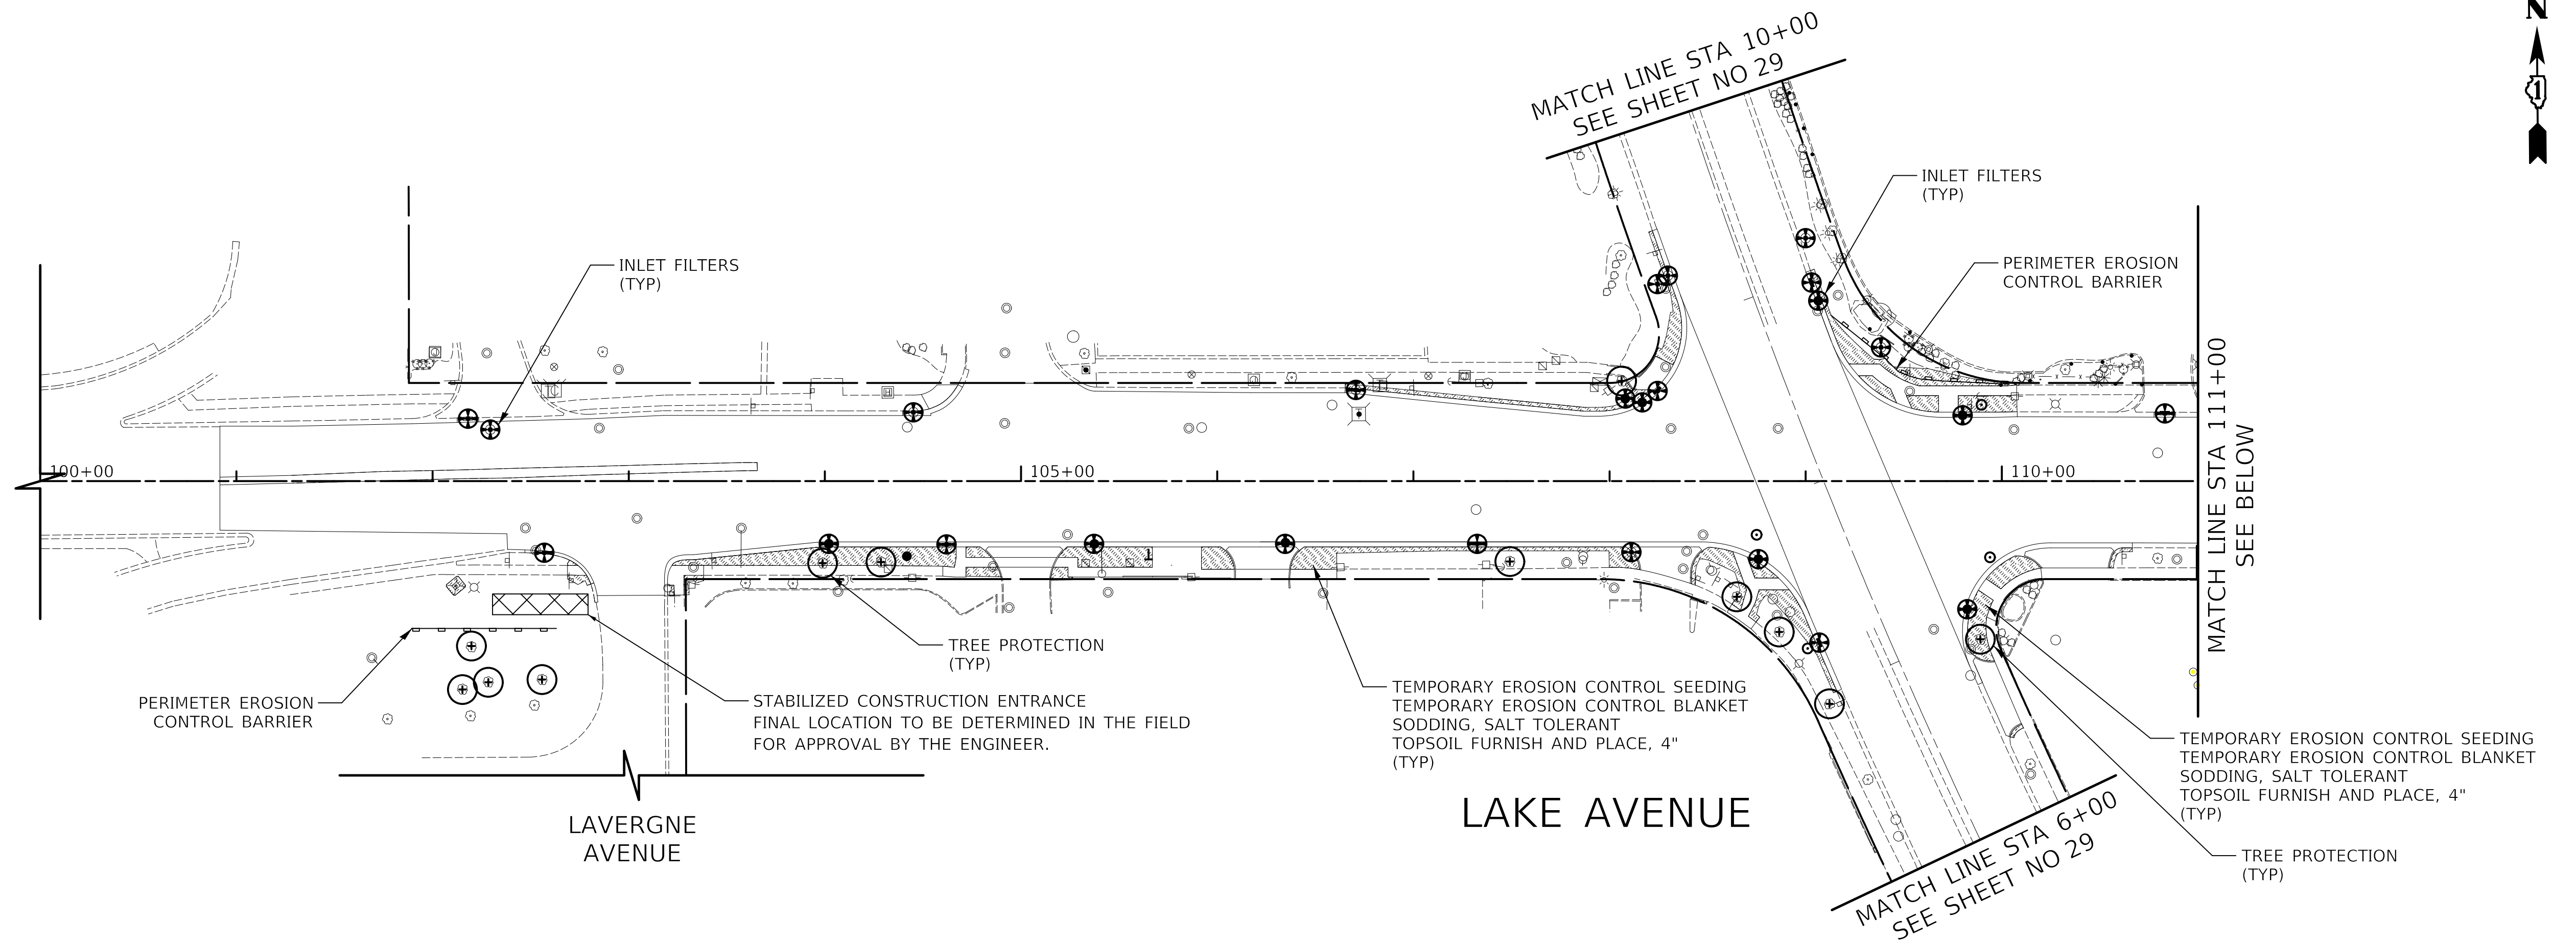 N
1
MATCH LINE STA 10+00
SEE SHEET NO 29
INLET FILTERS
(TYP)
INLET FILTERS
(TYP)
PERIMETER EROSION
CONTROL BARRIER
100+00
105+00
110+00
MATCH LINE STA 111+00
SEE BELOW
1
TREE PROTECTION
(TYP)
PERIMETER EROSION
CONTROL BARRIER
STABILIZED CONSTRUCTION ENTRANCE
FINAL LOCATION TO BE DETERMINED IN THE FIELD
FOR APPROVAL BY THE ENGINEER.
TEMPORARY EROSION CONTROL SEEDING
TEMPORARY EROSION CONTROL BLANKET
SODDING, SALT TOLERANT
TOPSOIL FURNISH AND PLACE, 4"
(TYP)
TEMPORARY EROSION CONTROL SEEDING
TEMPORARY EROSION CONTROL BLANKET
SODDING, SALT TOLERANT
TOPSOIL FURNISH AND PLACE, 4"
(TYP)
LAKE AVENUE
LAVERGNE
AVENUE
MATCH LINE STA 6+00
SEE SHEET NO 29
TREE PROTECTION
(TYP)